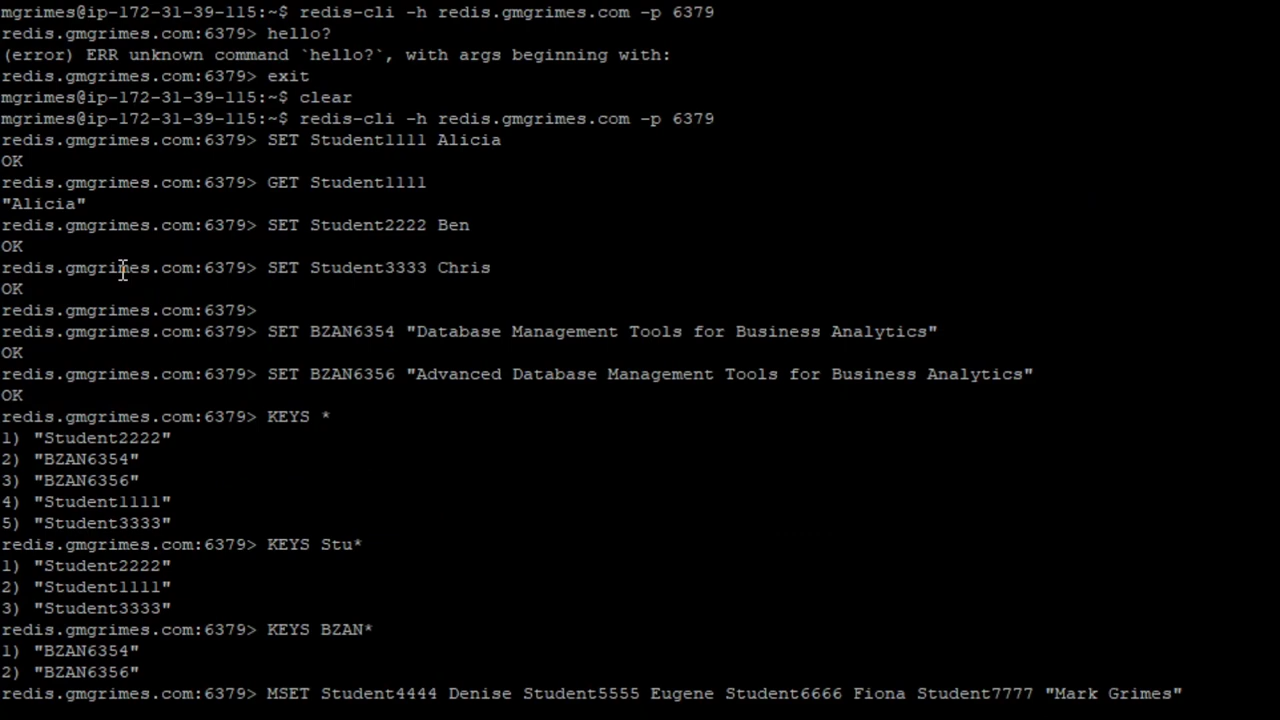 mgrimes@ip-172-31-39-115:~$ redis-cli -h redis.gmgrimes.com -p 6379
redis.gmgrimes.com:6379> hello?
(error) ERR unknown command `hello?`, with args beginning with:
redis.gmgrimes.com:6379> exit
mgrimes@ip-172-31-39-115:~$ clear
mgrimes@ip-172-31-39-115:~$ redis-cli -h redis.gmgrimes.com -p 6379
redis.gmgrimes.com:6379> SET Student1111 Alicia
OK
redis.gmgrimes.com:6379> GET Student1111
"Alicia"
redis.gmgrimes.com:6379> SET Student2222 Ben
OK
redis.gmgrimes.com:6379> SET Student3333 Chris
OK
redis.gmgrimes.com:6379>
redis.gmgrimes.com:6379> SET BZAN6354 "Database Management Tools for Business Analytics"
OK
redis.gmgrimes.com:6379> SET BZAN6356 "Advanced Database Management Tools for Business Analytics"
OK
redis.gmgrimes.com:6379> KEYS *
1) "Student2222"
2) "BZAN6354"
3) "BZAN6356"
4) "Student1111"
5) "Student3333"
redis.gmgrimes.com:6379> KEYS Stu*
1) "Student2222"
2) "Student1111"
3) "Student3333"
redis.gmgrimes.com:6379> KEYS BZAN*
1) "BZAN6354"
2) "BZAN6356"
redis.gmgrimes.com:6379> MSET Student4444 Denise Student5555 Eugene Student6666 Fiona Student7777 "Mark Grimes"